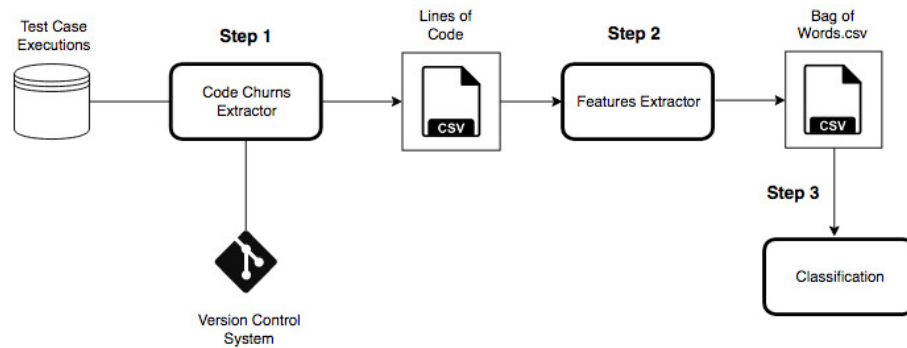 Test Case
Executions
Step 1
Code Churns
Extractor
Lines of
Code
CSV
Step 2
Features Extractor
Bag of
Words.csv
CSV
Step 3
Classification
Version Control
System